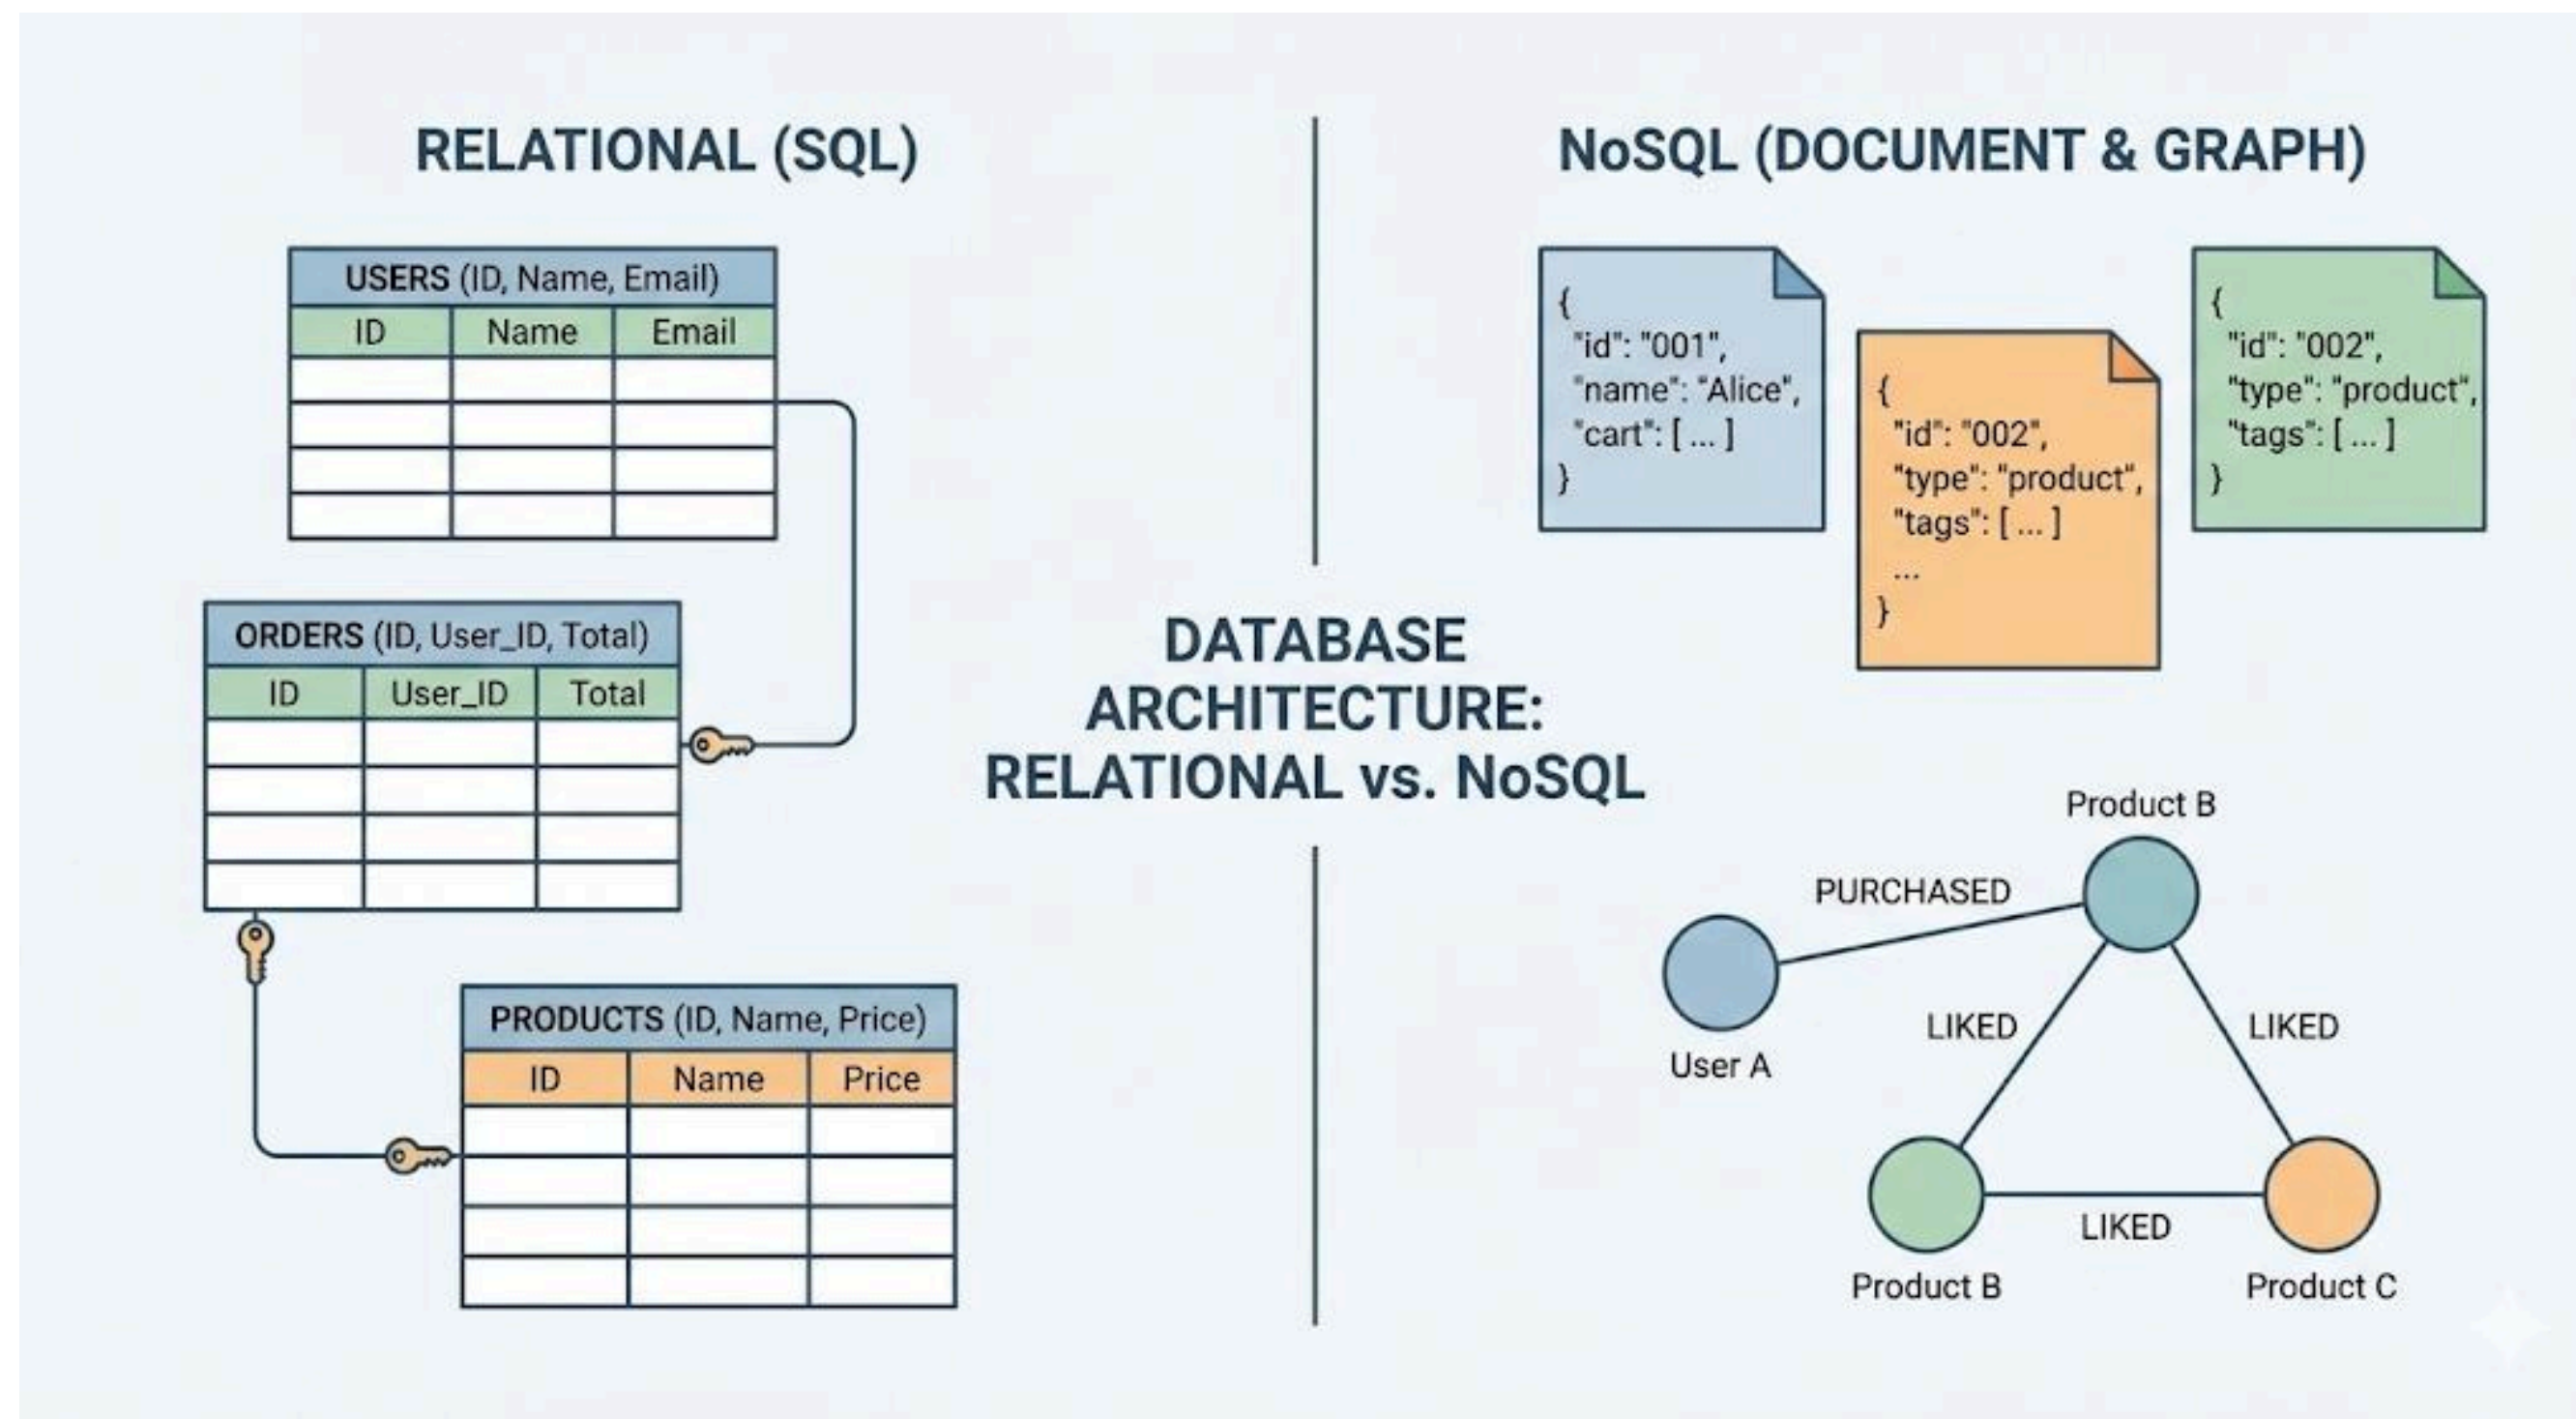 RELATIONAL (SQL)
USERS (ID, Name, Email)
ID Name Email
ORDERS (ID, User_ID, Total)
ID User_ID Total
PRODUCTS (ID, Name, Price)
ID Name Price
DATABASE
ARCHITECTURE:
RELATIONAL vs. NoSQL
NoSQL (DOCUMENT & GRAPH)
{
"id": "001",
"name": "Alice",
"cart": [ ... ]
}
{
"id": "002",
"type": "product",
"tags": [ ... ]
...
}
{
"id": "002",
"type": "product",
"tags": [ ... ]
}
Product B
PURCHASED
User A
LIKED
LIKED
LIKED
Product B
Product C